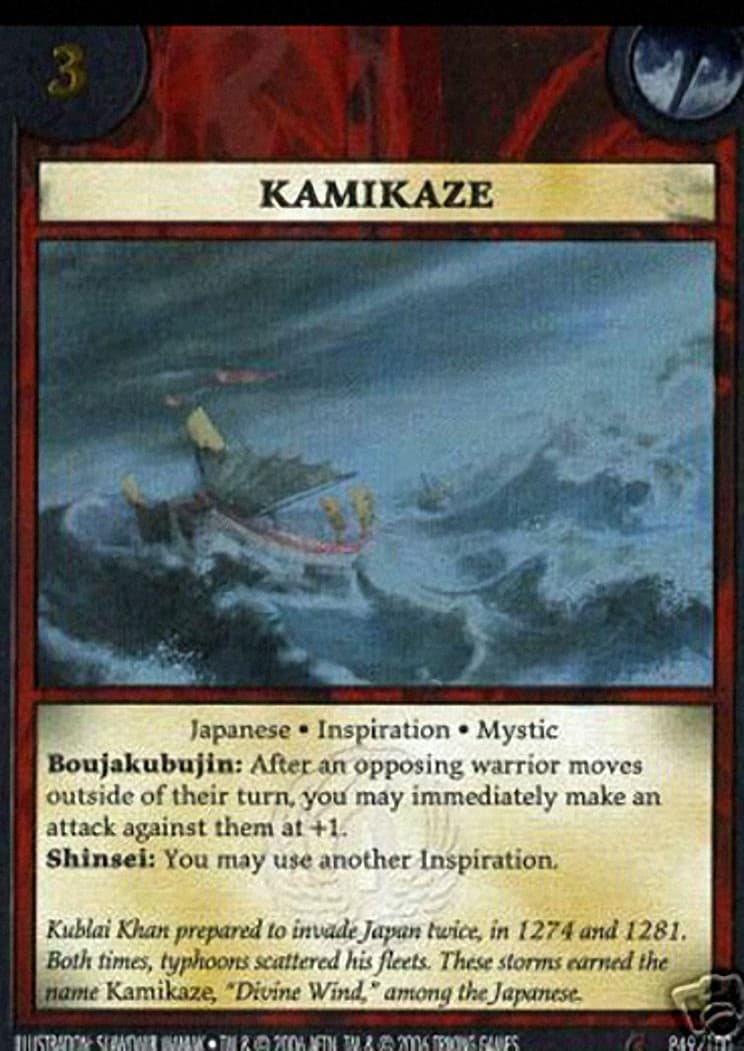 3
KAMIKAZE
Japanese • Inspiration • Mystic
Boujakubujin: After an opposing warrior moves
outside of their turn, you may immediately make an
attack against them at +1.
Shinsei: You may use another Inspiration.
Kublai Khan prepared to invade Japan twice, in 1274 and 1281.
Both times, typhoons scattered his fleets. These storms earned the
name Kamikaze, “Divine Wind,” among the Japanese.
© 2006 TRADING GAMES